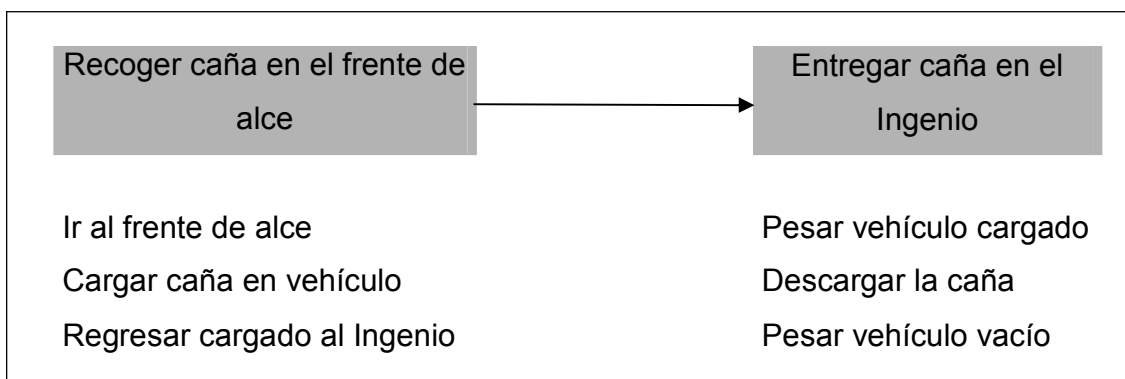 Recoger caña en el frente de
alce
Entregar caña en el
Ingenio
Ir al frente de alce
Cargar caña en vehículo
Regresar cargado al Ingenio
Pesar vehículo cargado
Descargar la caña
Pesar vehículo vacío